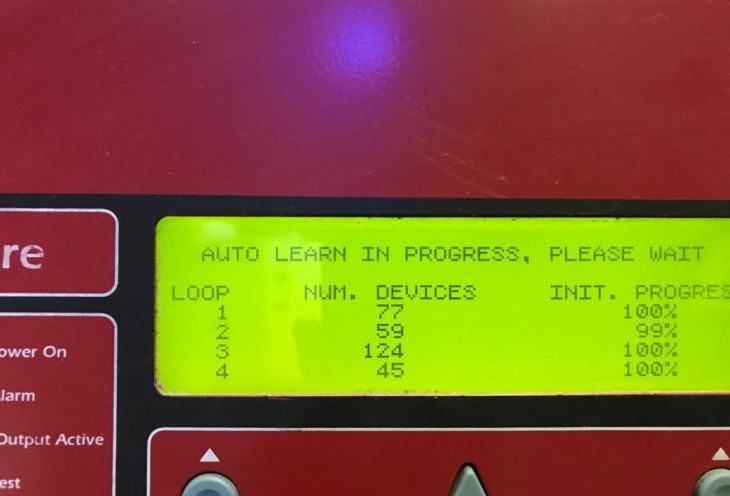 re
AUTO LEARN IN PROGRESS, PLEASE WAIT
LOOP NUM. DEVICES INIT. PROGRES
1 77 100%
2 59 99%
3 124 100%
4 45 100%
ower On
larm
Output Active
est